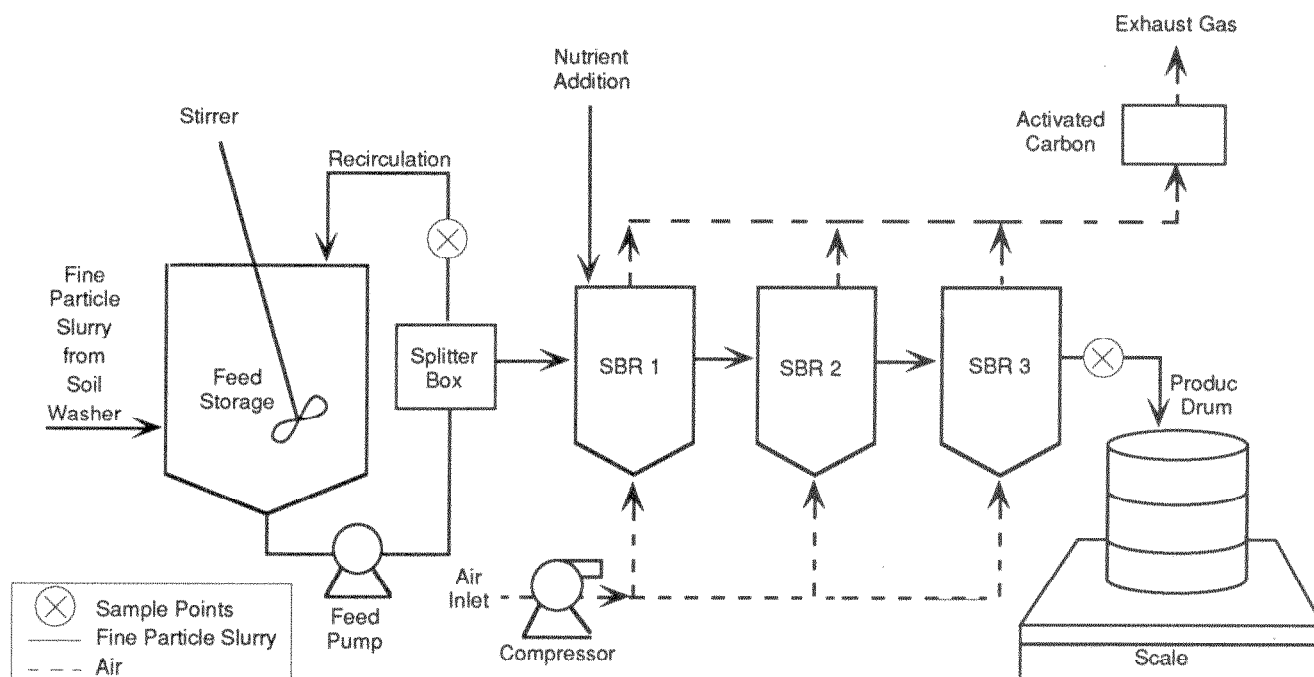 Exhaust Gas
Nutrient
Addition
Activated
Carbon
Stirrer
Recirculation
Fine
Particle
Slurry
from
Soil
Washer
Feed
Storage
Splitter
Box
SBR 1
SBR 2
SBR 3
Produc
Drum
Air
Inlet
Feed
Pump
Compressor
Scale
Sample Points
Fine Particle Slurry
Air